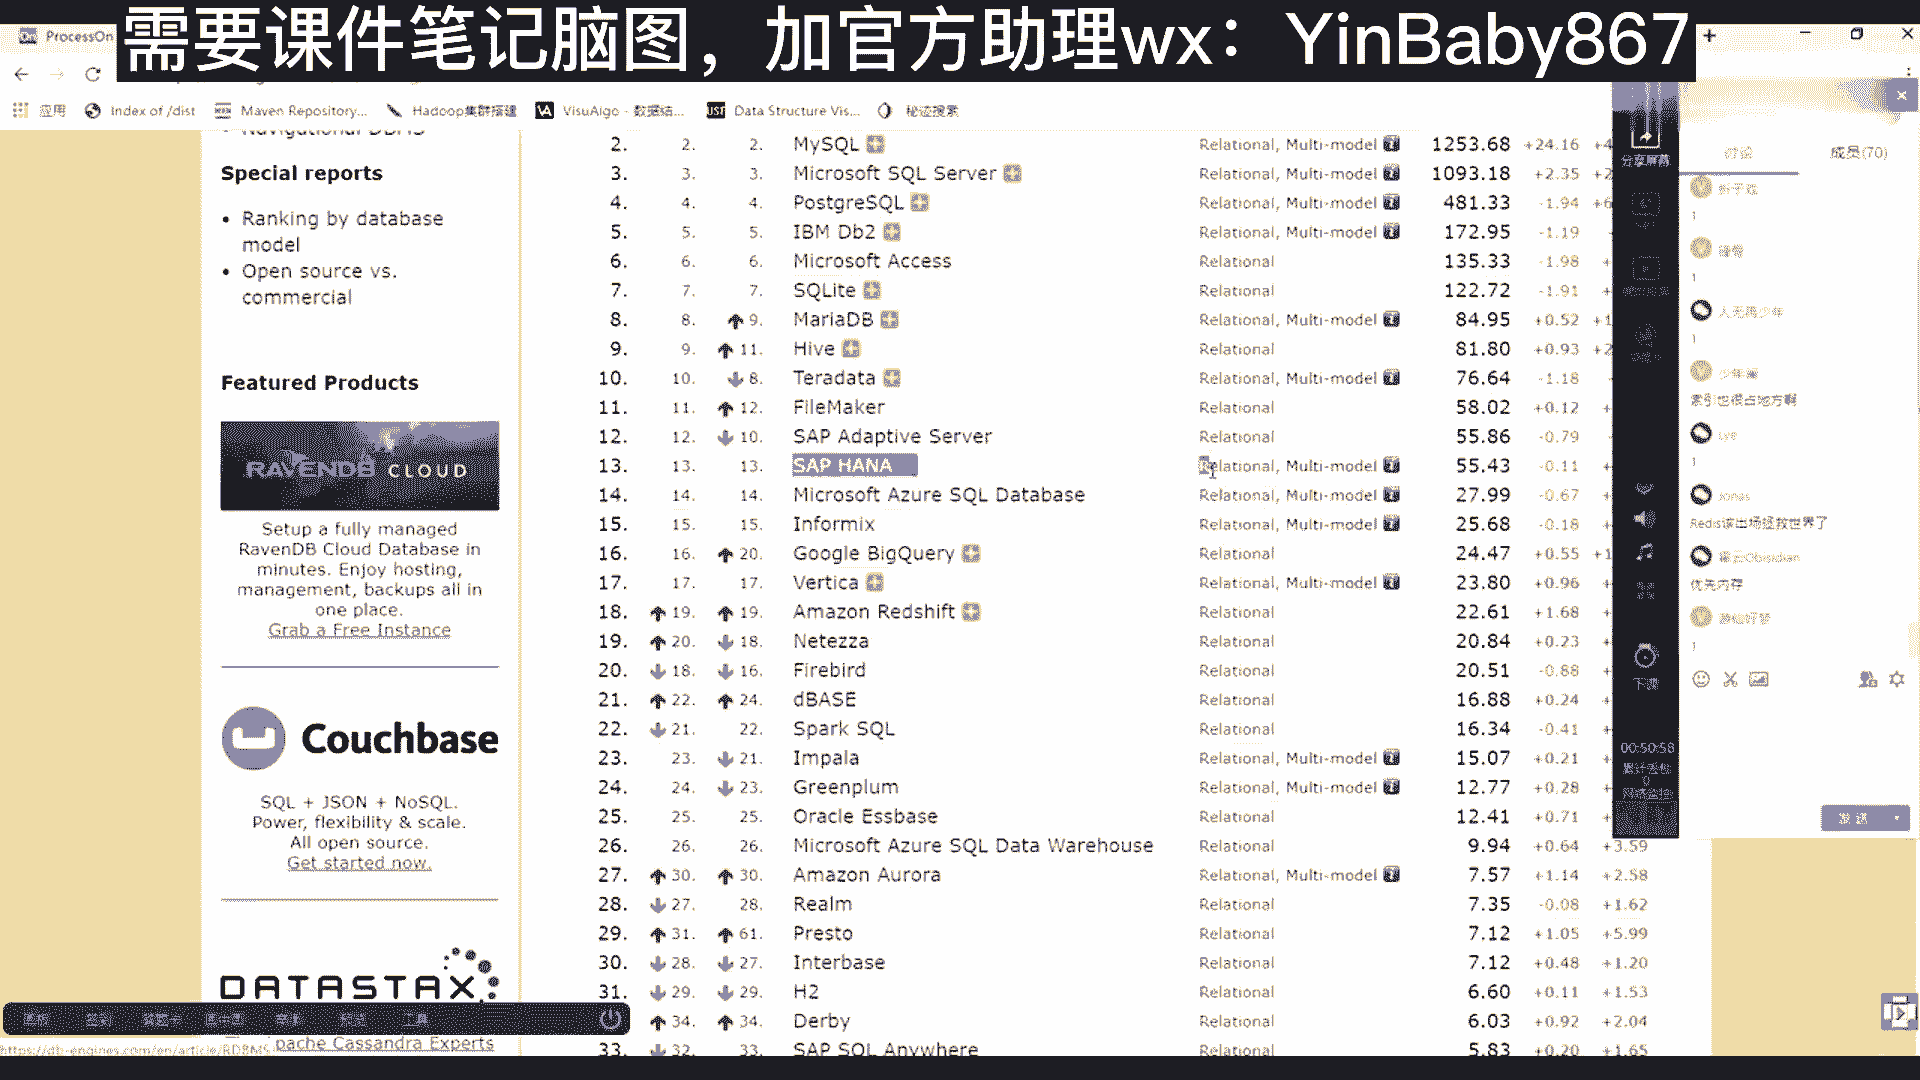 需要课件笔记脑图，加官方助理wx：YinBaby867
ProcessOn
应用 Index of /dist Maven Repository... Hadoop集群搭建 VisuAlgo - 数据结... Data Structure Vis... 秘迹搜索
Navigational DBMS
Special reports
Ranking by database
model
Open source vs.
commercial
Featured Products
RAVENDB CLOUD
Setup a fully managed
RavenDB Cloud Database in
minutes. Enjoy hosting,
management, backups all in
one place.
Grab a Free Instance
Couchbase
SQL + JSON + NoSQL.
Power, flexibility & scale.
All open source.
Get started now.
DATASTAX
pache Cassandra Experts
2. 2. 2. MySQL Relational, Multi-model 1253.68 +24.16 +4
3. 3. 3. Microsoft SQL Server Relational, Multi-model 1093.18 +2.35 +2
4. 4. 4. PostgreSQL Relational, Multi-model 481.33 -1.94 +6
5. 5. 5. IBM Db2 Relational, Multi-model 172.95 -1.19 -
6. 6. 6. Microsoft Access Relational 135.33 -1.98 +
7. 7. 7. SQLite Relational 122.72 -1.91 +
8. 8. 9. MariaDB Relational, Multi-model 84.95 +0.52 +1
9. 9. 11. Hive Relational 81.80 +0.93 +2
10. 10. 8. Teradata Relational, Multi-model 76.64 -1.18 -
11. 11. 12. FileMaker Relational 58.02 +0.12 +
12. 12. 10. SAP Adaptive Server Relational 55.86 -0.79 -
13. 13. 13. SAP HANA Relational, Multi-model 55.43 -0.11 +
14. 14. 14. Microsoft Azure SQL Database Relational, Multi-model 27.99 -0.67 +
15. 15. 15. Informix Relational, Multi-model 25.68 -0.18 -
16. 16. 20. Google BigQuery Relational 24.47 +0.55 +1
17. 17. 17. Vertica Relational, Multi-model 23.80 +0.96 +
18. 19. 19. Amazon Redshift Relational 22.61 +1.68 +
19. 20. 18. Netezza Relational 20.84 +0.23 +
20. 18. 16. Firebird Relational 20.51 -0.88 +
21. 22. 24. dBASE Relational 16.88 +0.24 +
22. 21. 22. Spark SQL Relational 16.34 -0.41 +
23. 23. 21. Impala Relational, Multi-model 15.07 +0.21 +
24. 24. 23. Greenplum Relational, Multi-model 12.77 +0.28 +
25. 25. 25. Oracle Essbase Relational 12.41 +0.71 +
26. 26. 26. Microsoft Azure SQL Data Warehouse Relational 9.94 +0.64 +3.59
27. 30. 30. Amazon Aurora Relational, Multi-model 7.57 +1.14 +2.58
28. 27. 28. Realm Relational 7.35 -0.08 +1.62
29. 31. 61. Presto Relational 7.12 +1.05 +5.99
30. 28. 27. Interbase Relational 7.12 +0.48 +1.20
31. 29. 29. H2 Relational 6.60 +0.11 +1.53
34. 34. Derby Relational 6.03 +0.92 +2.04
33. 32. 33. SAP SQL Anywhere Relational 5.83 +0.20 +1.65
https://db-engines.com/en/article/RDBMS
分享屏幕
下课
00:50:58
0
讨论 成员(70)
1
1
人无再少年
1
索引也很占地方啊
Lye
1
Jonas
Redis该出场拯救世界了
优先内存
1
发送